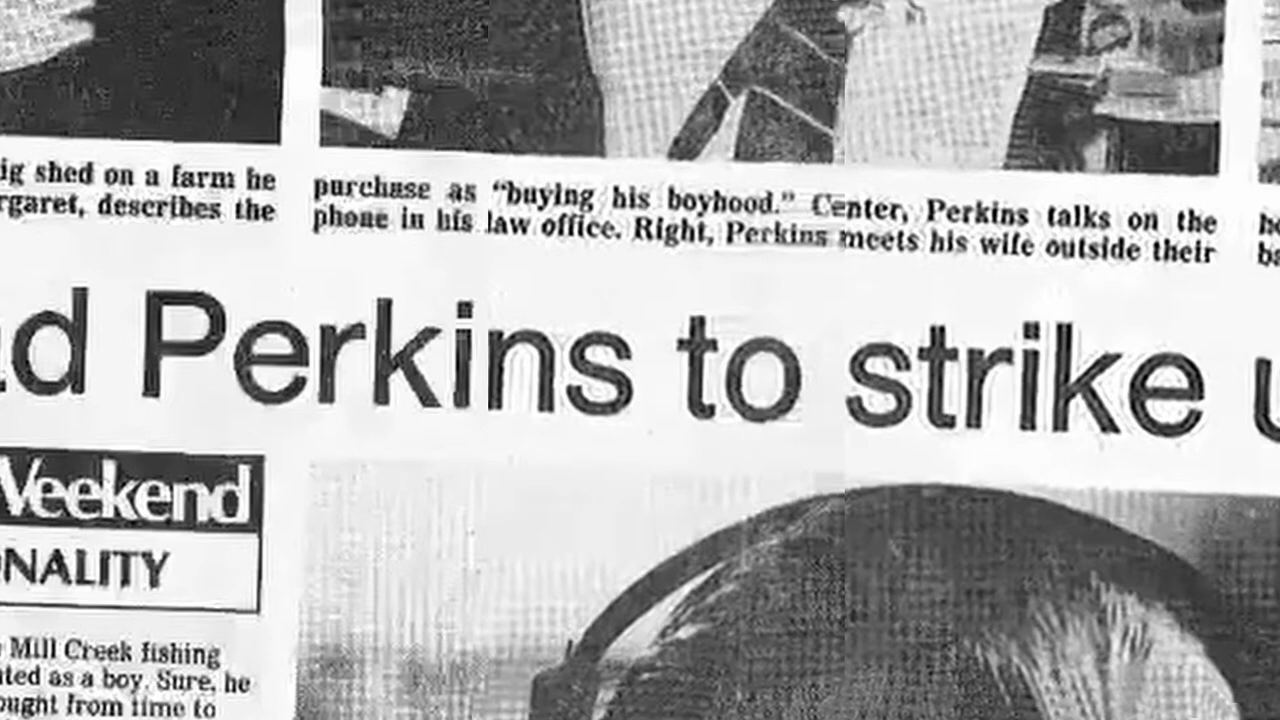 ig shed on a farm he
rgaret, describes the
purchase as "buying his boyhood." Center, Perkins talks on the
phone in his law office. Right, Perkins meets his wife outside their
ad Perkins to strike u
Weekend
NALITY
Mill Creek fishing
ted as a boy. Sure, he
ought from time to